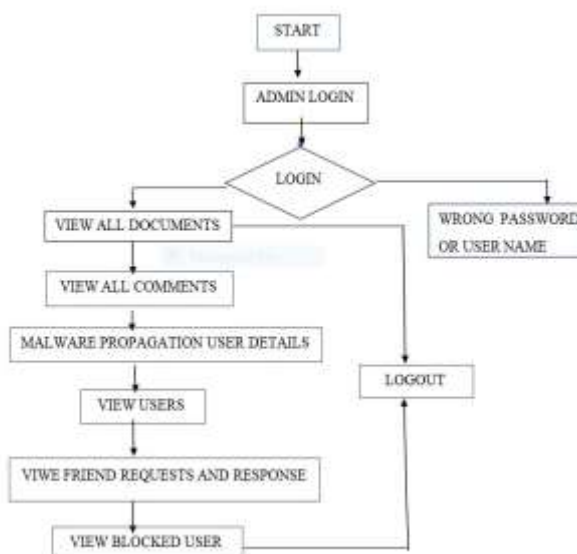 START
ADMIN LOGIN
LOGIN
VIEW ALL DOCUMENTS
WRONG PASSWORD
OR USER NAME
VIEW ALL COMMENTS
MALWARE PROPAGATION USER DETAILS
LOGOUT
VIEW USERS
VIWE FRIEND REQUESTS AND RESPONSE
VIEW BLOCKED USER